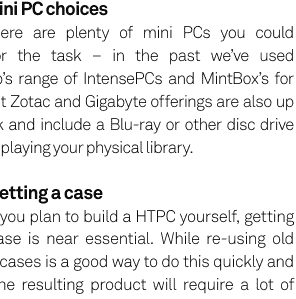 ini PC choices
ere are plenty of mini PCs you could
or the task – in the past we've used
o's range of IntensePCs and MintBox's for
t Zotac and Gigabyte offerings are also up
k and include a Blu-ray or other disc drive
playing your physical library.
etting a case
you plan to build a HTPC yourself, getting
ase is near essential. While re-using old
cases is a good way to do this quickly and
ne resulting product will require a lot of